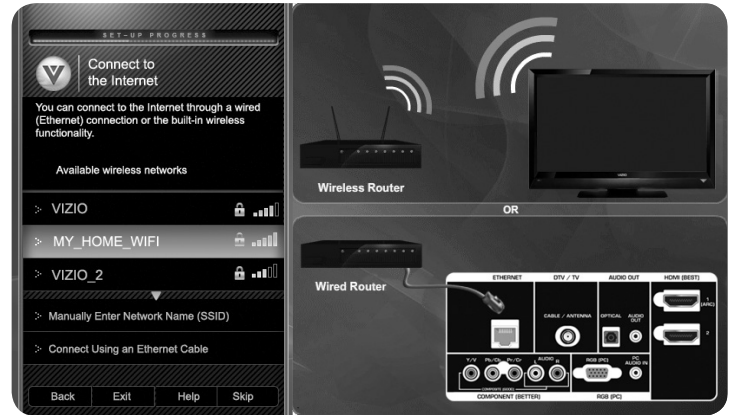 SET-UP PROGRESS
V
Connect to
the Internet
You can connect to the Internet through a wired
(Ethernet) connection or the built-in wireless
functionality.
Available wireless networks
> VIZIO
> MY_HOME_WIFI
> VIZIO_2
> Manually Enter Network Name (SSID)
> Connect Using an Ethernet Cable
Back Exit Help Skip
Wireless Router
OR
Wired Router
ETHERNET DTV / TV AUDIO OUT HDMI (BEST)
1
(ARC)
CABLE / ANTENNA OPTICAL AUDIO
OUT
2
Y/V Pb/Cb Pr/Cr L AUDIO R RGB (PC) PC
AUDIO IN
COMPOSITE (GOOD)
COMPONENT (BETTER) RGB (PC)